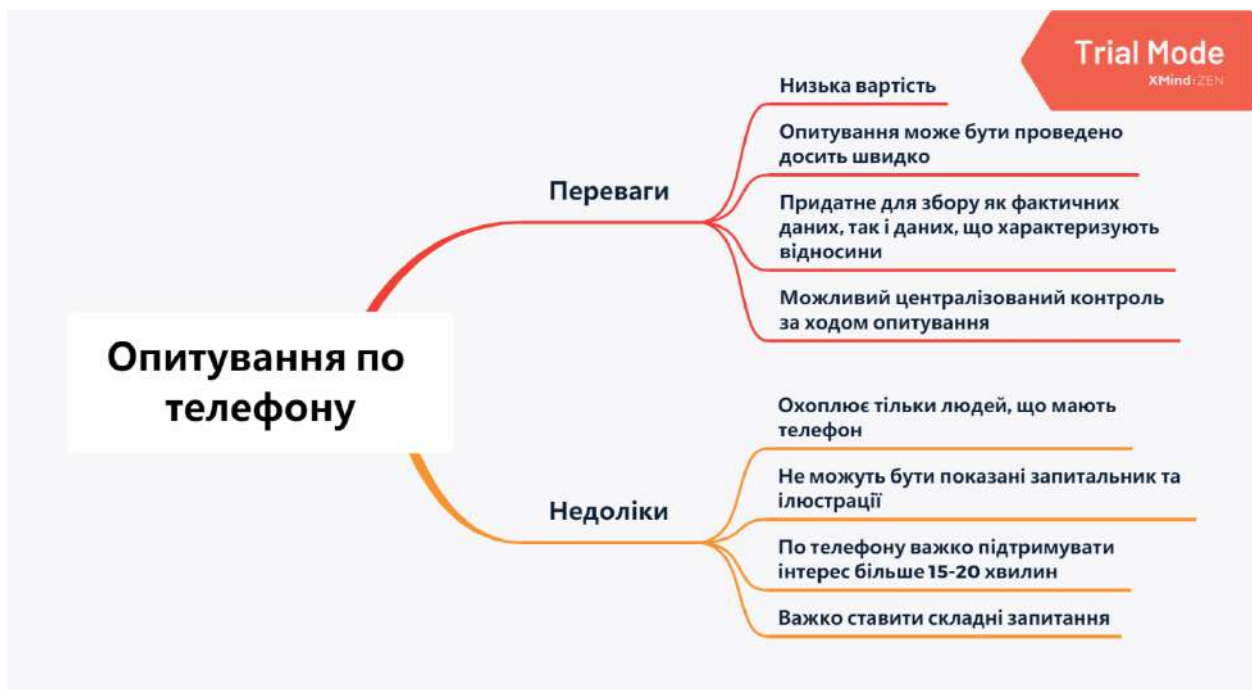 Trial Mode
XMind:ZEN
Опитування по
телефону
Переваги
Низька вартість
Опитування може бути проведено
досить швидко
Придатне для збору як фактичних
даних, так і даних, що характеризують
відносини
Можливий централізований контроль
за ходом опитування
Недоліки
Охоплює тільки людей, що мають
телефон
Не можуть бути показані запитальник та
ілюстрації
По телефону важко підтримувати
інтерес більше 15-20 хвилин
Важко ставити складні запитання